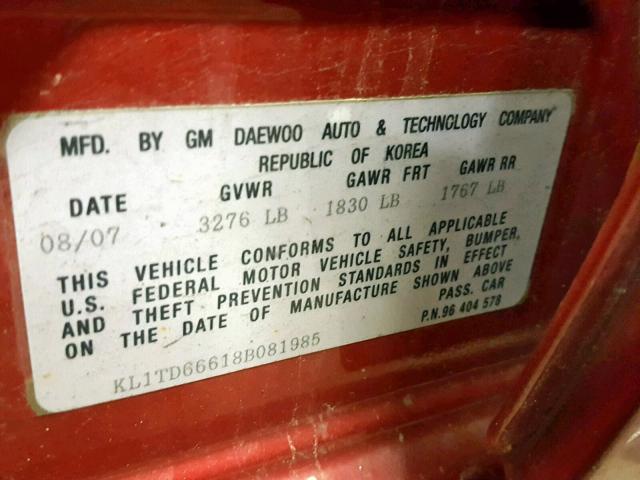 MFD. BY GM DAEWOO AUTO & TECHNOLOGY COMPANY
REPUBLIC OF KOREA
DATE GVWR GAWR FRT GAWR RR
08/07 3276 LB 1830 LB 1767 LB
THIS VEHICLE CONFORMS TO ALL APPLICABLE
U.S. FEDERAL MOTOR VEHICLE SAFETY, BUMPER,
AND THEFT PREVENTION STANDARDS IN EFFECT
ON THE DATE OF MANUFACTURE SHOWN ABOVE
PASS. CAR
P.N.96 404 578
KL1TD66618B081985